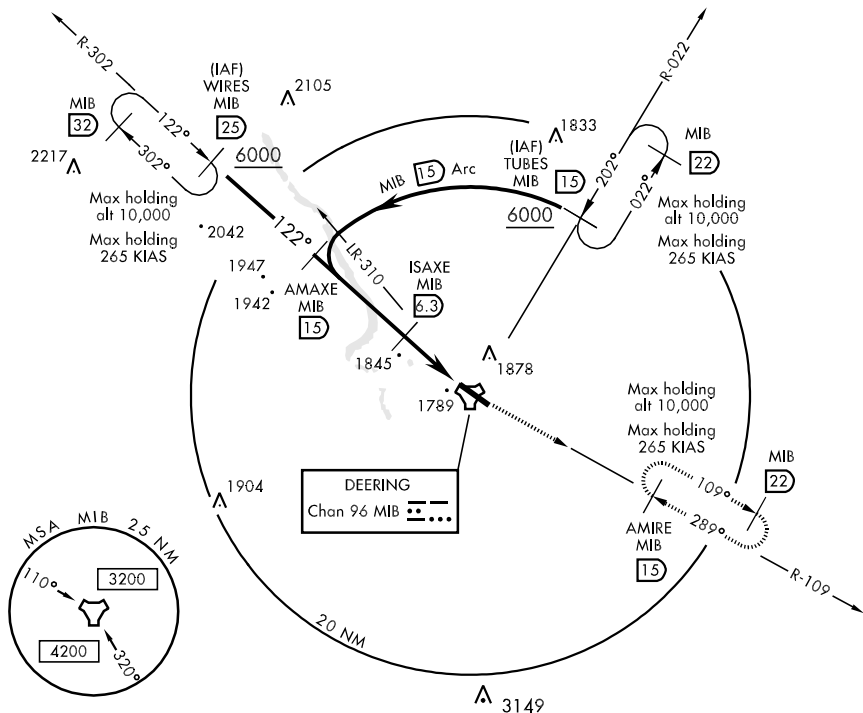 R-302
(IAF)
WIRES
MIB
25
2105
MIB
32
122°
302°
6000
2217
Max holding
alt 10,000
Max holding
265 KIAS
2042
1947
1942
122°
AMAXE
MIB
15
LR-310
MIB 15 Arc
ISAXE
MIB
6.3
1845
1789
1878
1833
(IAF)
TUBES
MIB
15
6000
R-022
202°
022°
MIB
22
Max holding
alt 10,000
Max holding
265 KIAS
Max holding
alt 10,000
Max holding
265 KIAS
MIB
22
109°
289°
AMIRE
MIB
15
R-109
DEERING
Chan 96 MIB
1904
20 NM
3149
MSA MIB 25 NM
110°
3200
4200
320°